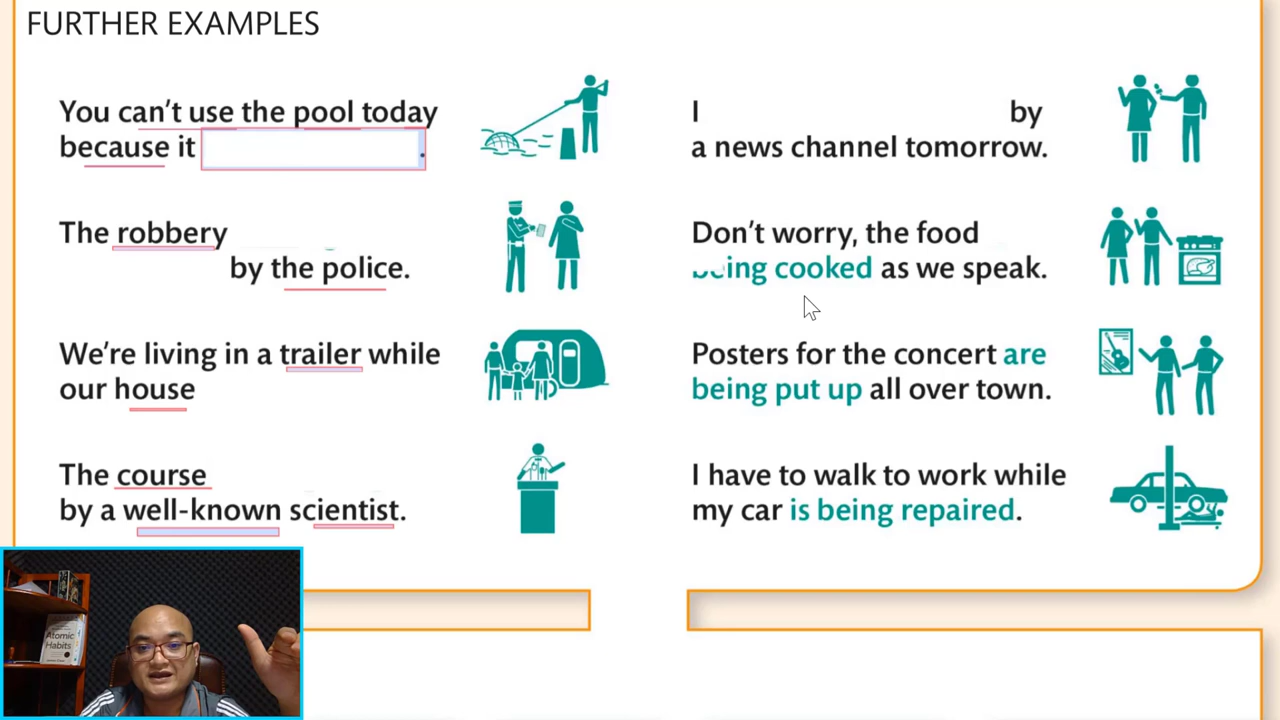 FURTHER EXAMPLES
You can't use the pool today
because it .
The robbery
by the police.
We're living in a trailer while
our house
The course
by a well-known scientist.
I by
a news channel tomorrow.
Don't worry, the food
being cooked as we speak.
Posters for the concert are
being put up all over town.
I have to walk to work while
my car is being repaired.
Atomic
Habits